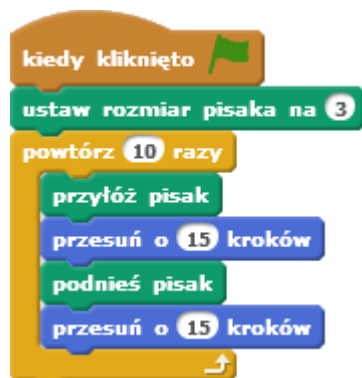 kiedy kliknięto
ustaw rozmiar pisaka na 3
powtórz 10 razy
przyłóż pisak
przesuń o 15 kroków
podnieś pisak
przesuń o 15 kroków